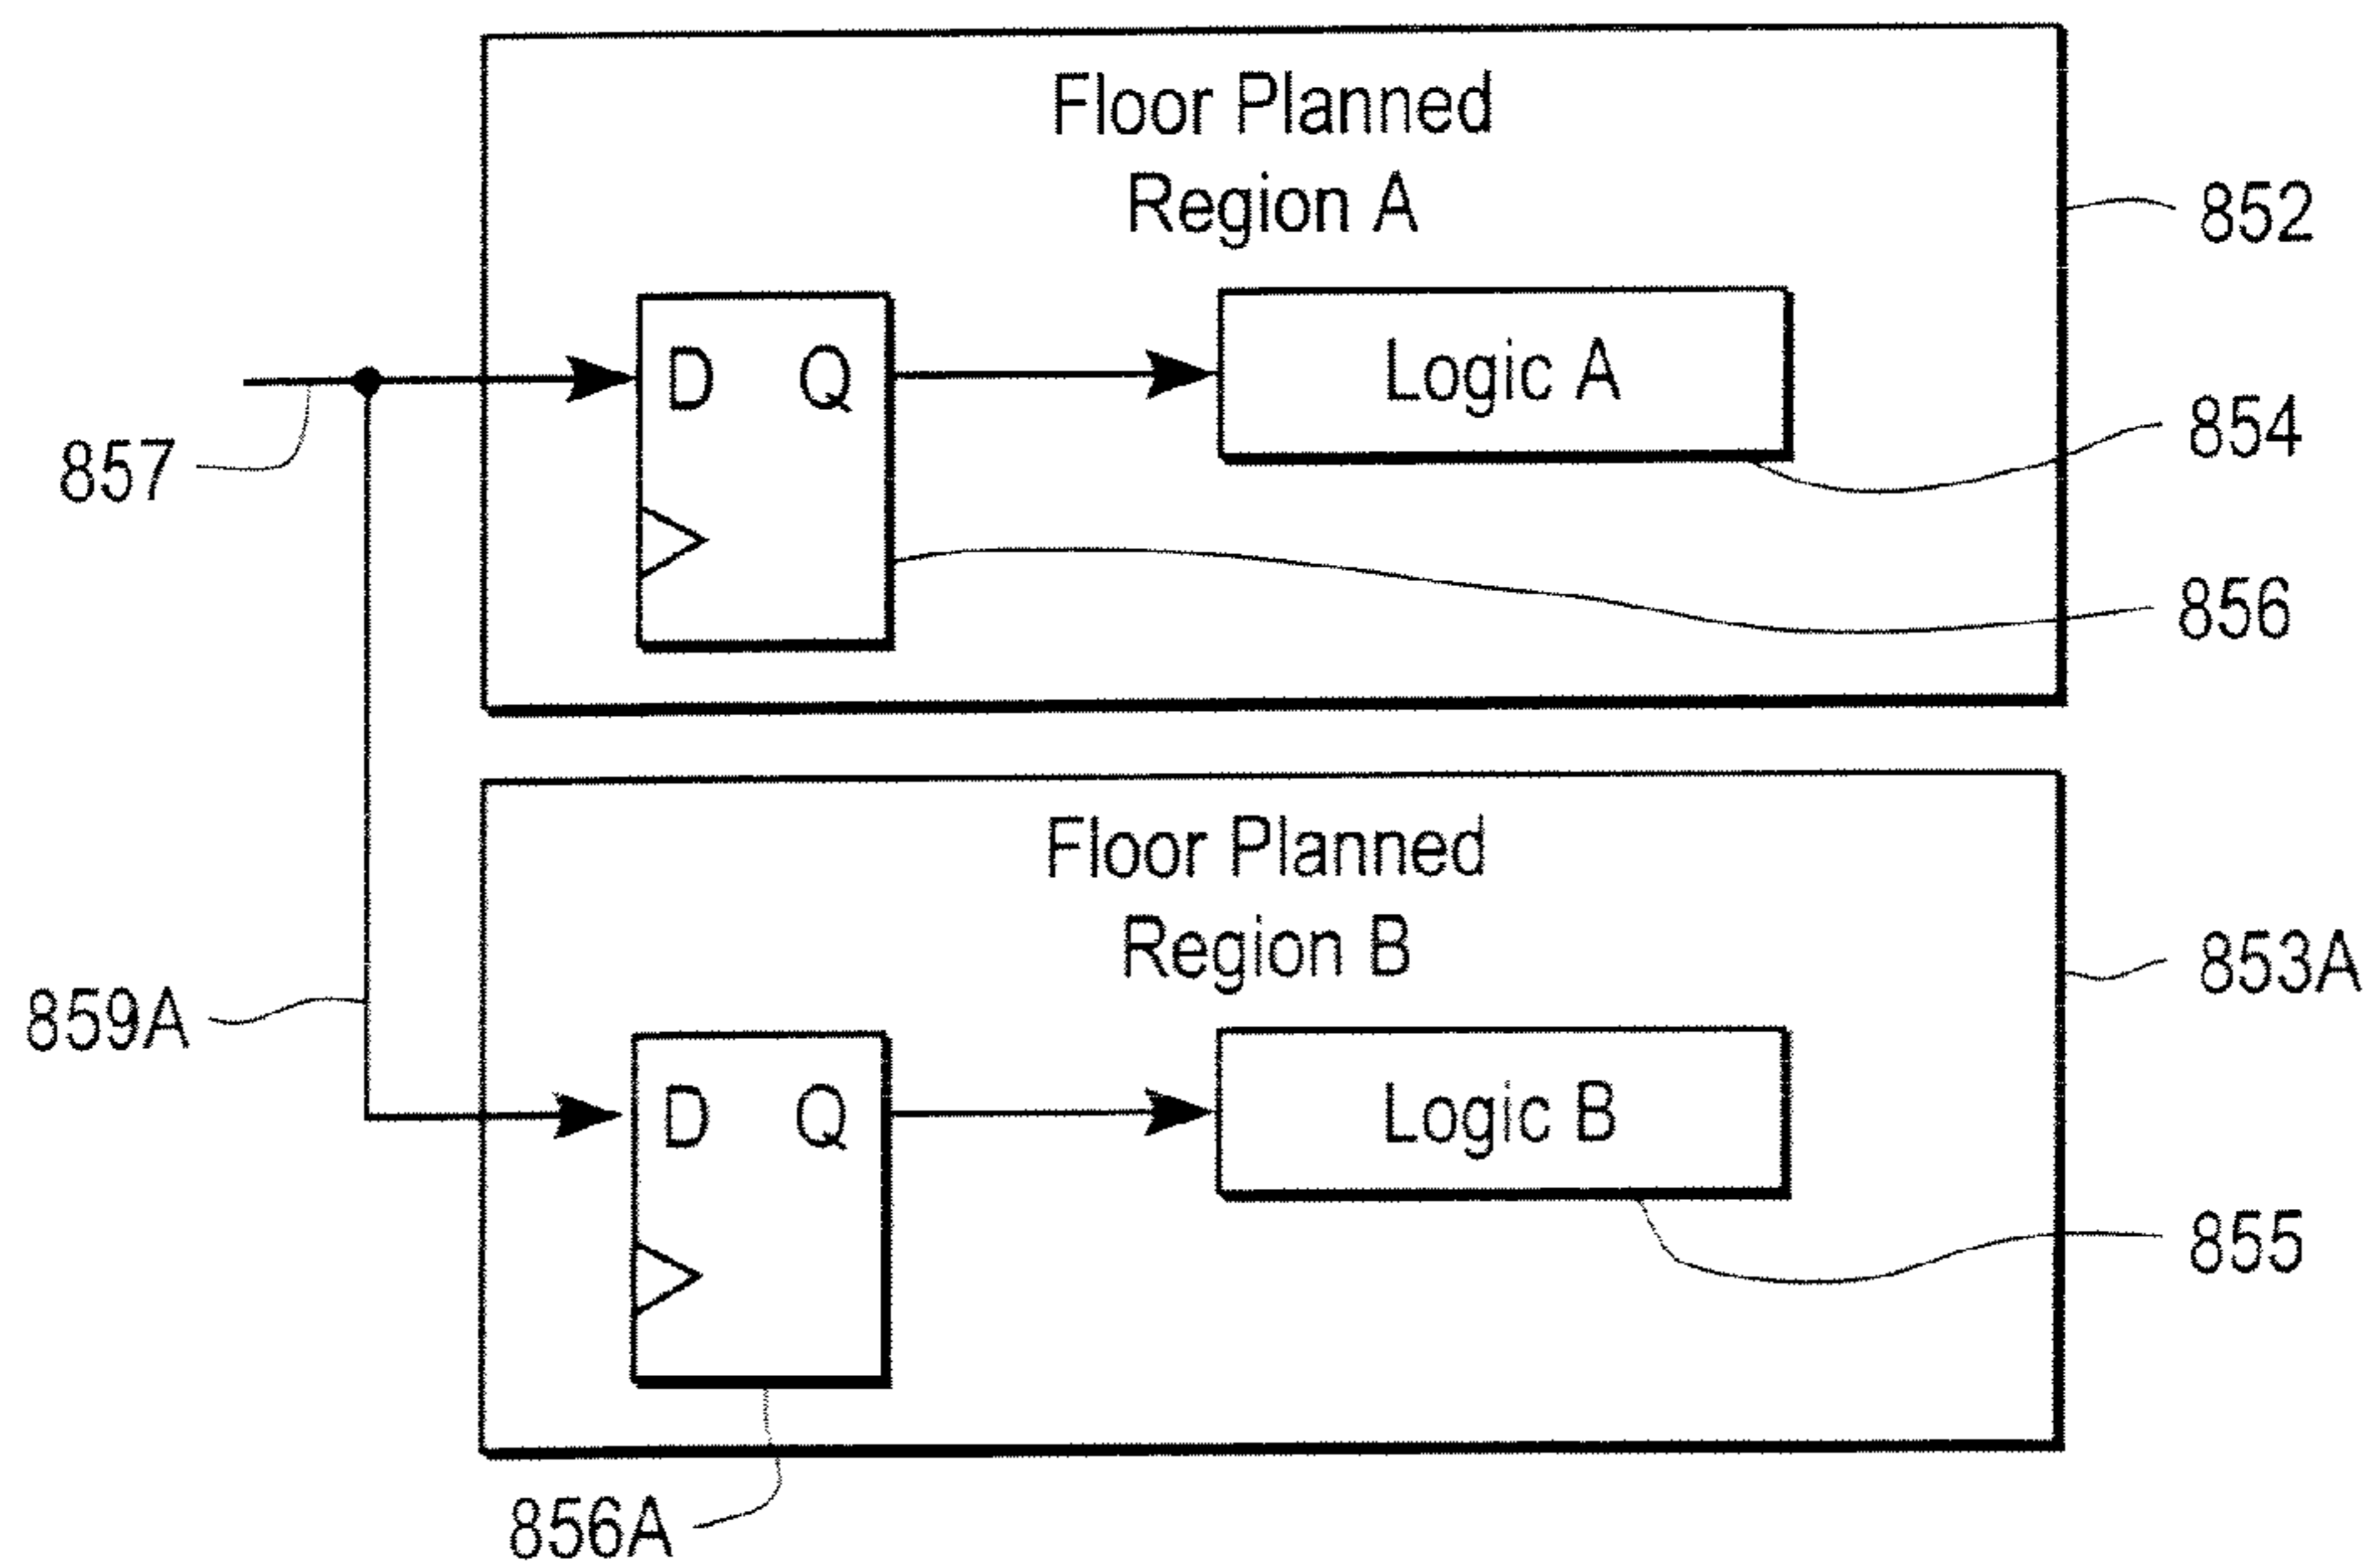 Floor Planned
Region A
852
D Q
Logic A
857
854
856
Floor Planned
Region B
853A
859A
D Q
Logic B
855
856A